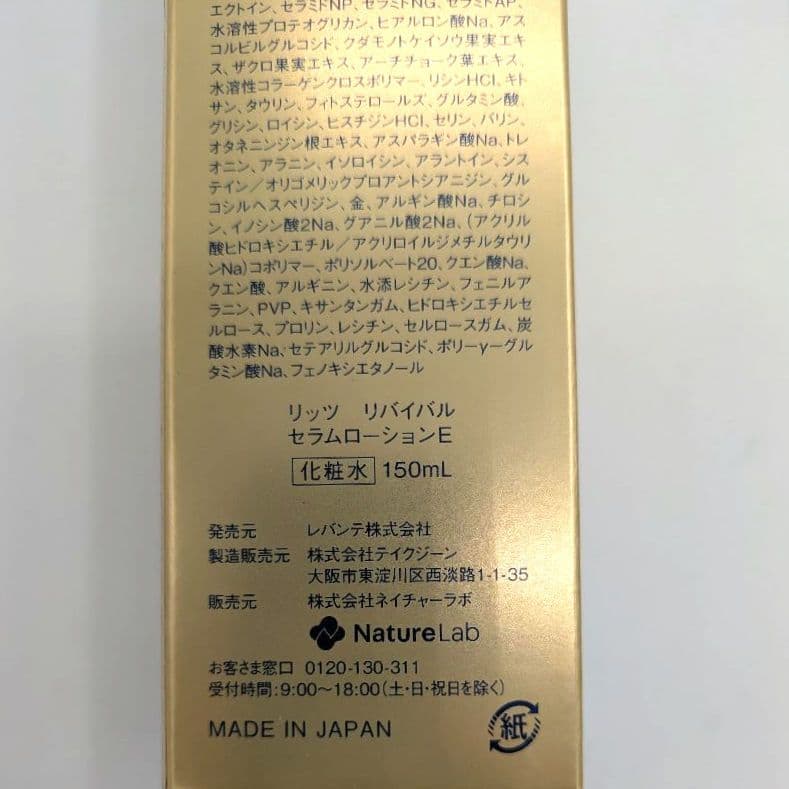 エクトイン、セラミドNP、セラミドNG、セラミドAP、
水溶性プロテオグリカン、ヒアルロン酸Na、アス
コルビルグルコシド、クダモノトケイソウ果実エキ
ス、ザクロ果実エキス、アーチチョーク葉エキス、
水溶性コラーゲンクロスポリマー、リシンHCl、キト
サン、タウリン、フィトステロールズ、グルタミン酸、
グリシン、ロイシン、ヒスチジンHCl、セリン、バリン、
オタネニンジン根エキス、アスパラギン酸Na、トレ
オニン、アラニン、イソロイシン、アラントイン、シス
テイン／オリゴメリックプロアントシアニジン、グル
コシルヘスペリジン、金、アルギン酸Na、チロシ
ン、イノシン酸2Na、グアニル酸2Na、（アクリル
酸ヒドロキシエチル／アクリロイルジメチルタウリ
ンNa）コポリマー、ポリソルベート20、クエン酸Na、
クエン酸、アルギニン、水添レシチン、フェニルア
ラニン、PVP、キサンタンガム、ヒドロキシエチルセ
ルロース、プロリン、レシチン、セルロースガム、炭
酸水素Na、セテアリルグルコシド、ポリ-γ-グル
タミン酸Na、フェノキシエタノール
リッツ リバイバル
セラムローションE
化粧水 150mL
発売元 レバンテ株式会社
製造販売元 株式会社テイクジーン
大阪市東淀川区西淡路1-1-35
販売元 株式会社ネイチャーラボ
NatureLab
お客さま窓口 0120-130-311
受付時間：9:00〜18:00（土・日・祝日を除く）
MADE IN JAPAN
紙